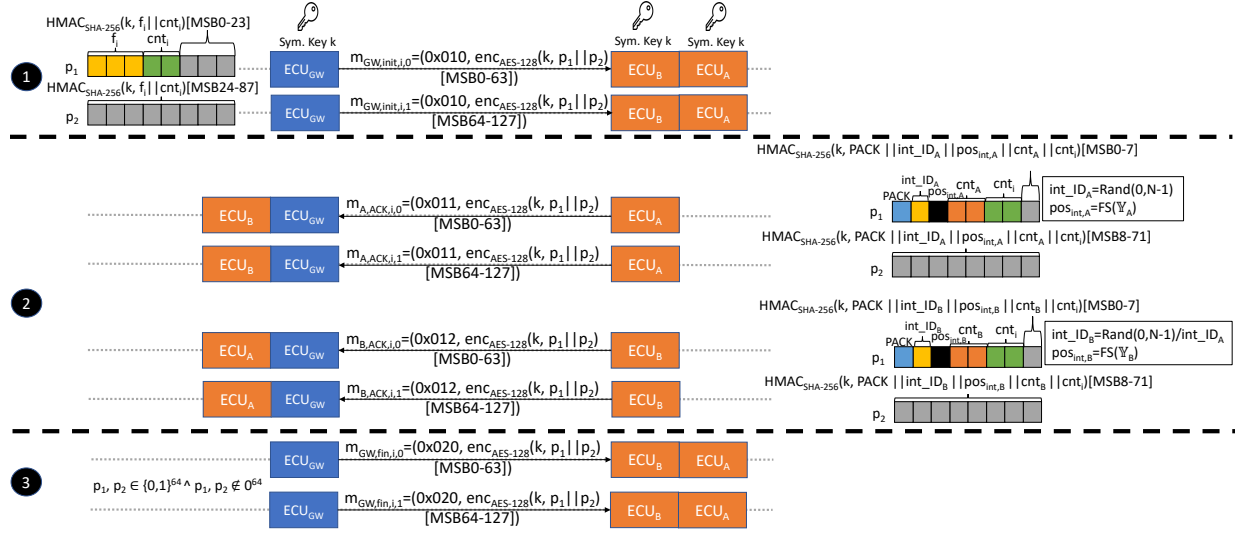 HMAC_SHA-256(k, f_i||cnt_i)[MSB0-23]
f_i cnt_i
p_1
HMAC_SHA-256(k, f_i||cnt_i)[MSB24-87]
p_2
1
Sym. Key k
Sym. Key k
Sym. Key k
ECU_GW
m_GW,init,i,0=(0x010, enc_AES-128(k, p_1||p_2)
[MSB0-63])
ECU_B
ECU_A
ECU_GW
m_GW,init,i,1=(0x010, enc_AES-128(k, p_1||p_2)
[MSB64-127])
ECU_B
ECU_A
2
ECU_B
ECU_GW
m_A,ACK,i,0=(0x011, enc_AES-128(k, p_1||p_2)
[MSB0-63])
ECU_A
ECU_B
ECU_GW
m_A,ACK,i,1=(0x011, enc_AES-128(k, p_1||p_2)
[MSB64-127])
ECU_A
HMAC_SHA-256(k, PACK ||int_ID_A||pos_int,A||cnt_A||cnt_i)[MSB0-7]
int_ID_A
PACK pos_int,A cnt_A cnt_i
p_1
int_ID_A=Rand(0,N-1)
pos_int,A=FS(𝕐_A)
HMAC_SHA-256(k, PACK ||int_ID_A||pos_int,A||cnt_A||cnt_i)[MSB8-71]
p_2
ECU_A
ECU_GW
m_B,ACK,i,0=(0x012, enc_AES-128(k, p_1||p_2)
[MSB0-63])
ECU_B
ECU_A
ECU_GW
m_B,ACK,i,1=(0x012, enc_AES-128(k, p_1||p_2)
[MSB64-127])
ECU_B
HMAC_SHA-256(k, PACK ||int_ID_B||pos_int,B||cnt_B||cnt_i)[MSB0-7]
int_ID_B
PACK pos_int,B cnt_B cnt_i
p_1
int_ID_B=Rand(0,N-1)/int_ID_A
pos_int,B=FS(𝕐_B)
HMAC_SHA-256(k, PACK ||int_ID_B||pos_int,B||cnt_B||cnt_i)[MSB8-71]
p_2
3
p_1, p_2 ∈ {0,1}^64 ∧ p_1, p_2 ∉ 0^64
ECU_GW
m_GW,fin,i,0=(0x020, enc_AES-128(k, p_1||p_2)
[MSB0-63])
ECU_B
ECU_A
ECU_GW
m_GW,fin,i,1=(0x020, enc_AES-128(k, p_1||p_2)
[MSB64-127])
ECU_B
ECU_A